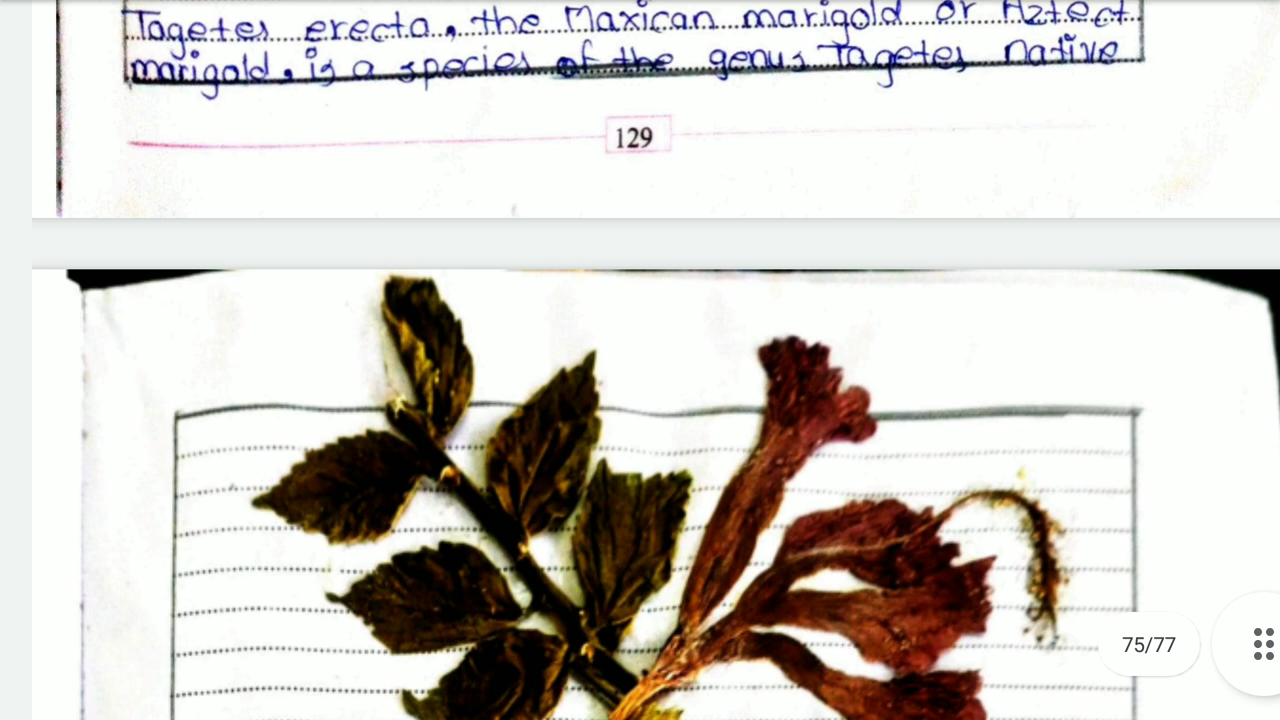 Tagetes erecta, the Maxican marigold or Aztect
marigold, is a species of the genus Tagetes native
129
75/77